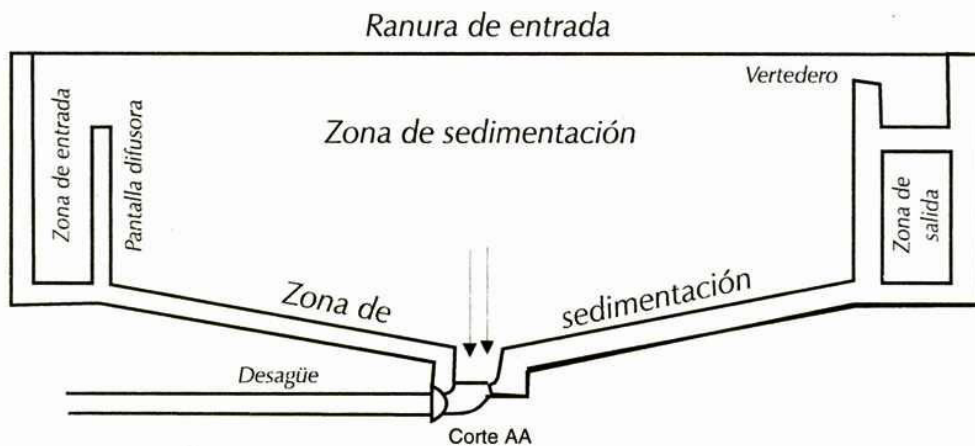 Ranura de entrada
Vertedero
Zona de entrada
Pantalla difusora
Zona de sedimentación
Zona de
salida
Zona de
sedimentación
Desagüe
Corte AA